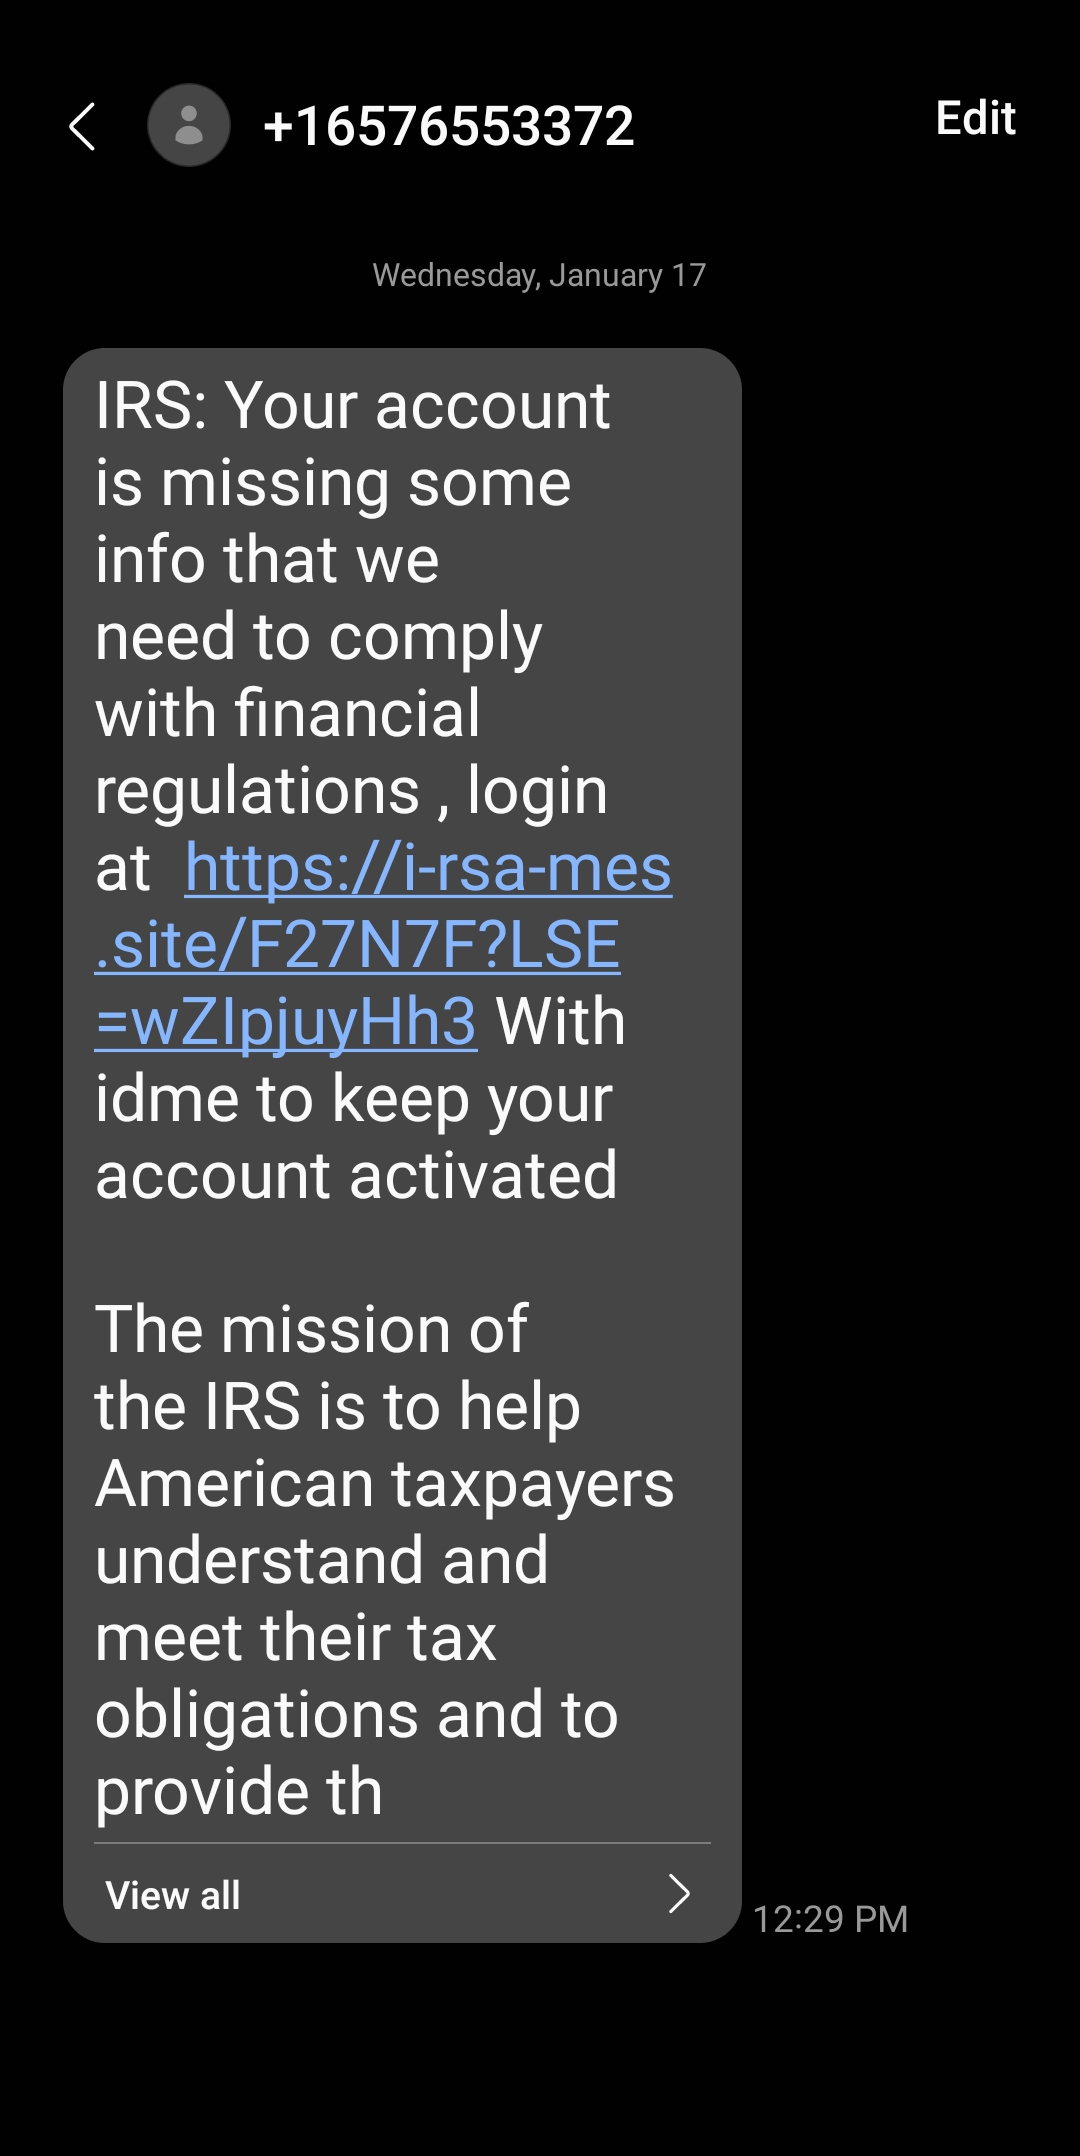 +16576553372
Edit
Wednesday, January 17
IRS: Your account
is missing some
info that we
need to comply
with financial
regulations , login
at  https://i-rsa-mes
.site/F27N7F?LSE
=wZIpjuyHh3 With
idme to keep your
account activated

The mission of
the IRS is to help
American taxpayers
understand and
meet their tax
obligations and to
provide th
View all
12:29 PM